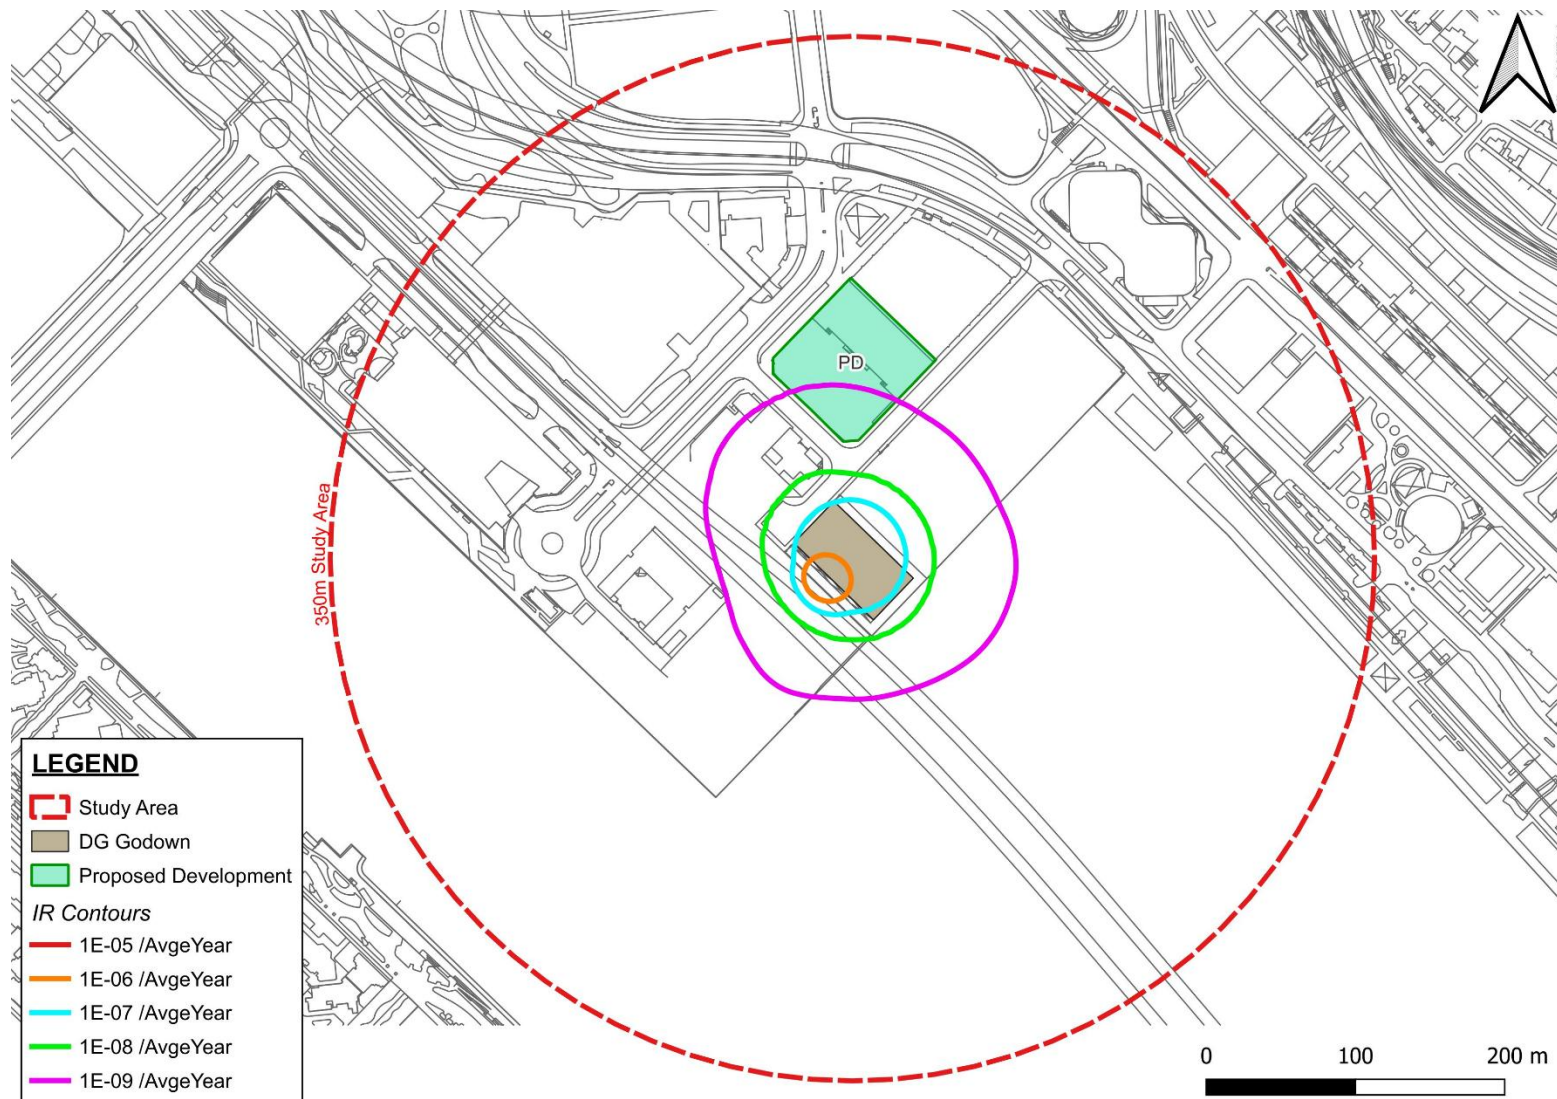 PD
350m Study Area
LEGEND
Study Area
DG Godown
Proposed Development
IR Contours
1E-05 /AvgeYear
1E-06 /AvgeYear
1E-07 /AvgeYear
1E-08 /AvgeYear
1E-09 /AvgeYear
0 100 200 m